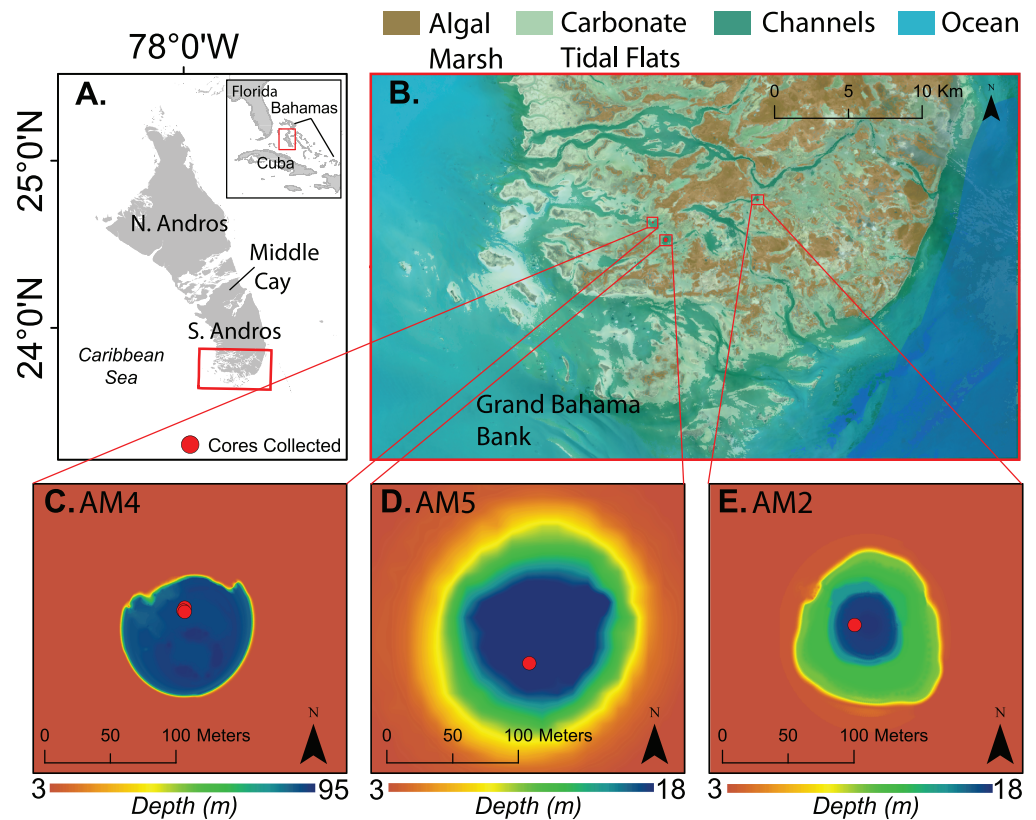 Algal
Marsh
Carbonate
Tidal Flats
Channels
Ocean
78°0'W
25°0'N
24°0'N
A.
Florida
Bahamas
Cuba
N. Andros
Middle
Cay
S. Andros
Caribbean
Sea
Cores Collected
B.
0 5 10 Km
N
Grand Bahama
Bank
C. AM4
N
0 50 100 Meters
3 95
Depth (m)
D. AM5
N
0 50 100 Meters
3 18
Depth (m)
E. AM2
N
0 50 100 Meters
3 18
Depth (m)